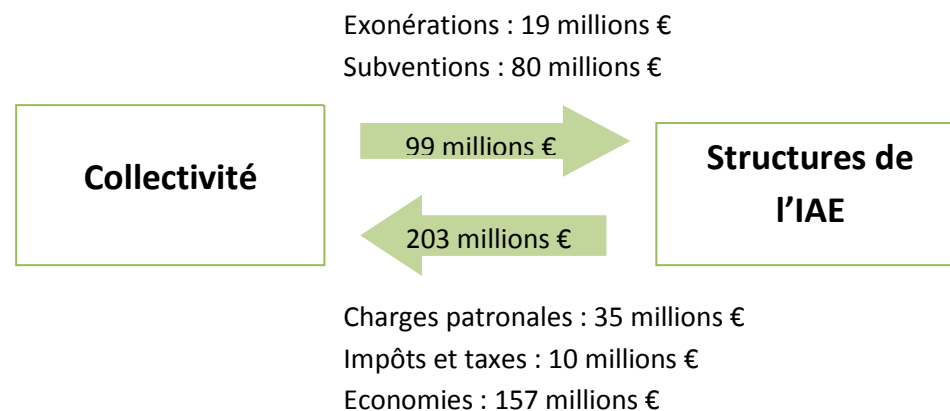 Exonérations : 19 millions €
Subventions : 80 millions €
Collectivité
99 millions €
Structures de
l’IAE
203 millions €
Charges patronales : 35 millions €
Impôts et taxes : 10 millions €
Economies : 157 millions €